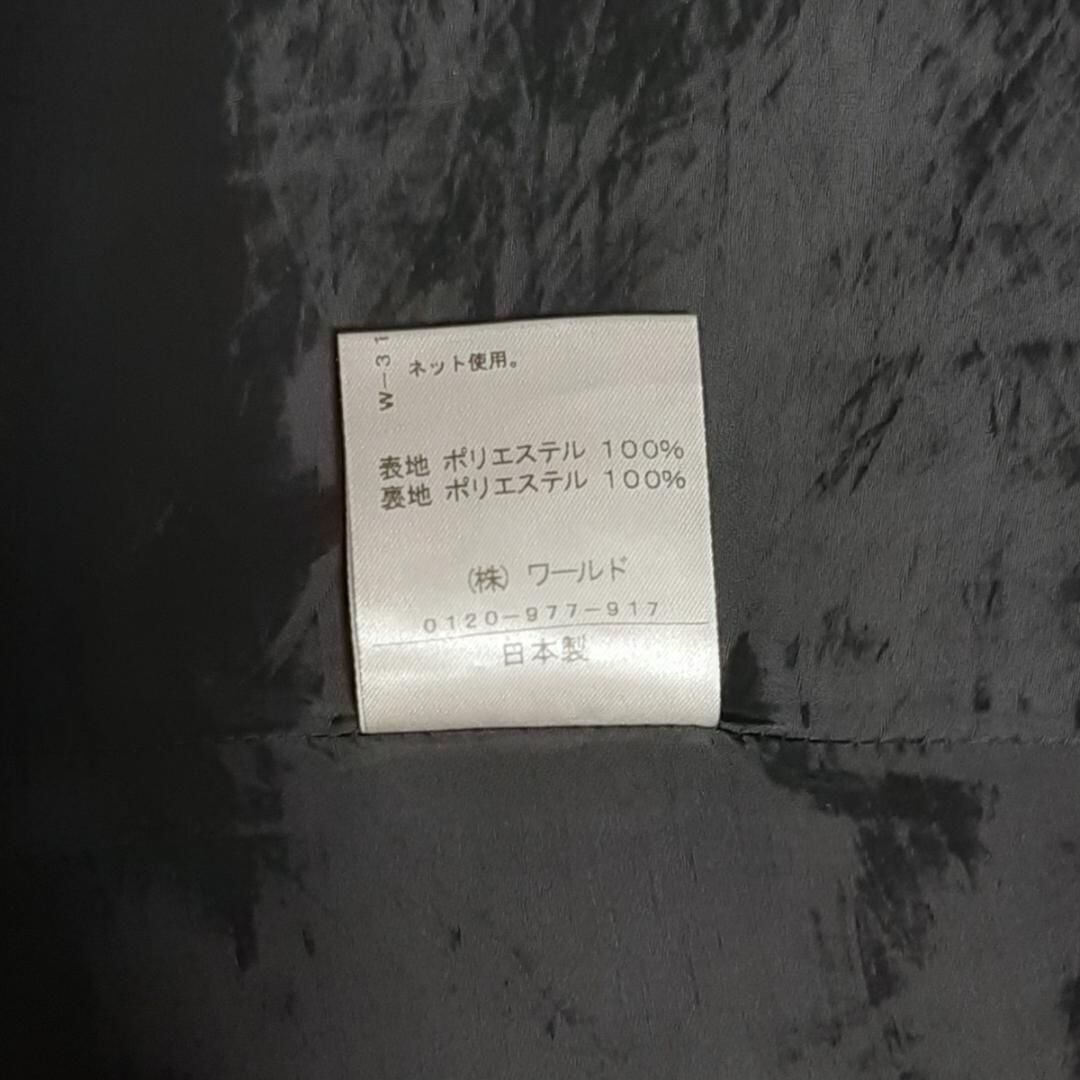 W-31
ネット使用。
表地 ポリエステル 100%
裏地 ポリエステル 100%
(株) ワールド
0120-977-917
日本製